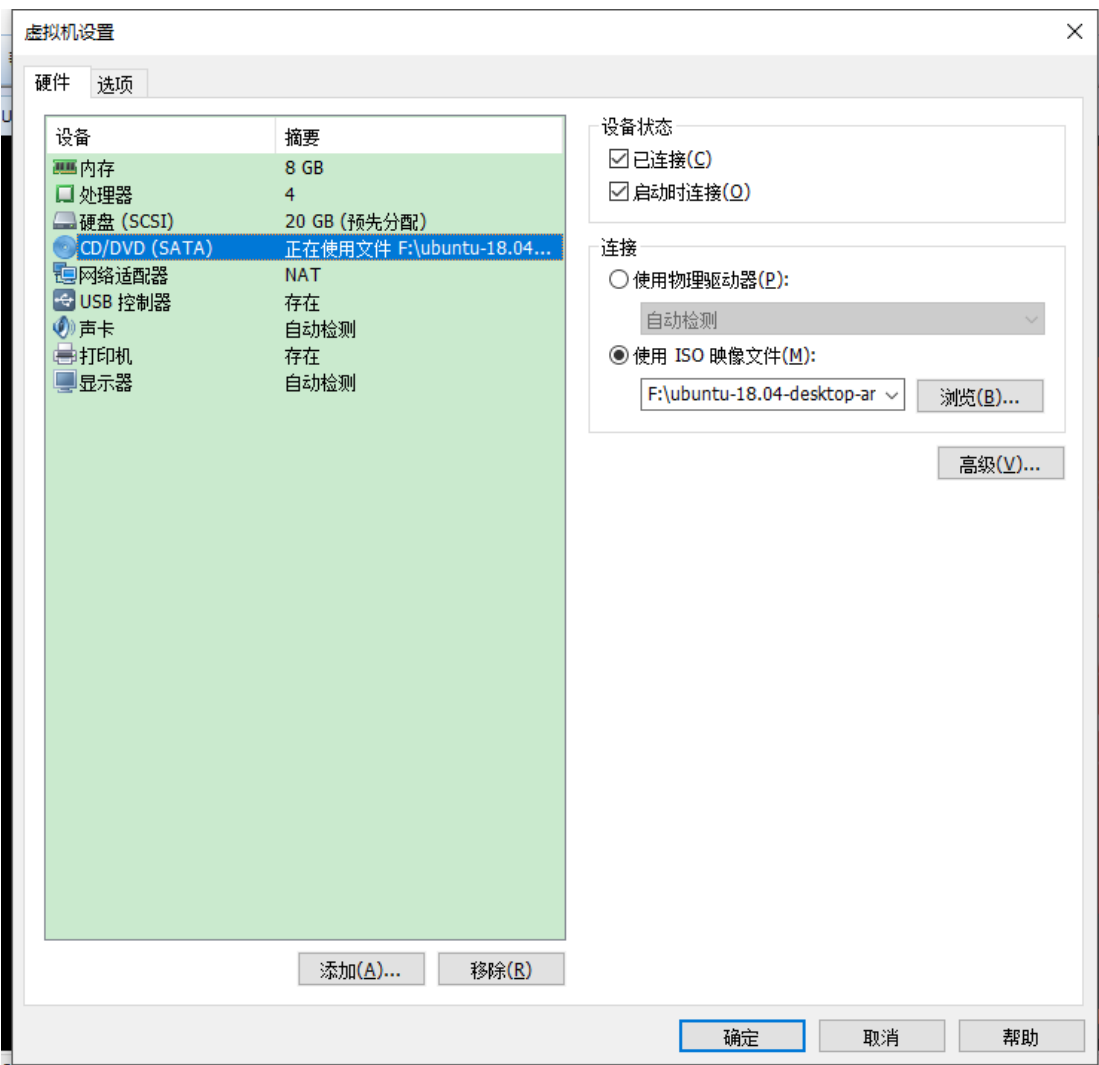 虚拟机设置
硬件 选项
设备 摘要
内存 8 GB
处理器 4
硬盘 (SCSI) 20 GB (预先分配)
CD/DVD (SATA) 正在使用文件 F:\ubuntu-18.04...
网络适配器 NAT
USB 控制器 存在
声卡 自动检测
打印机 存在
显示器 自动检测
添加(A)... 移除(R)
设备状态
已连接(C)
启动时连接(O)
连接
使用物理驱动器(P):
自动检测
使用 ISO 映像文件(M):
F:\ubuntu-18.04-desktop-ar 浏览(B)...
高级(V)...
确定 取消 帮助